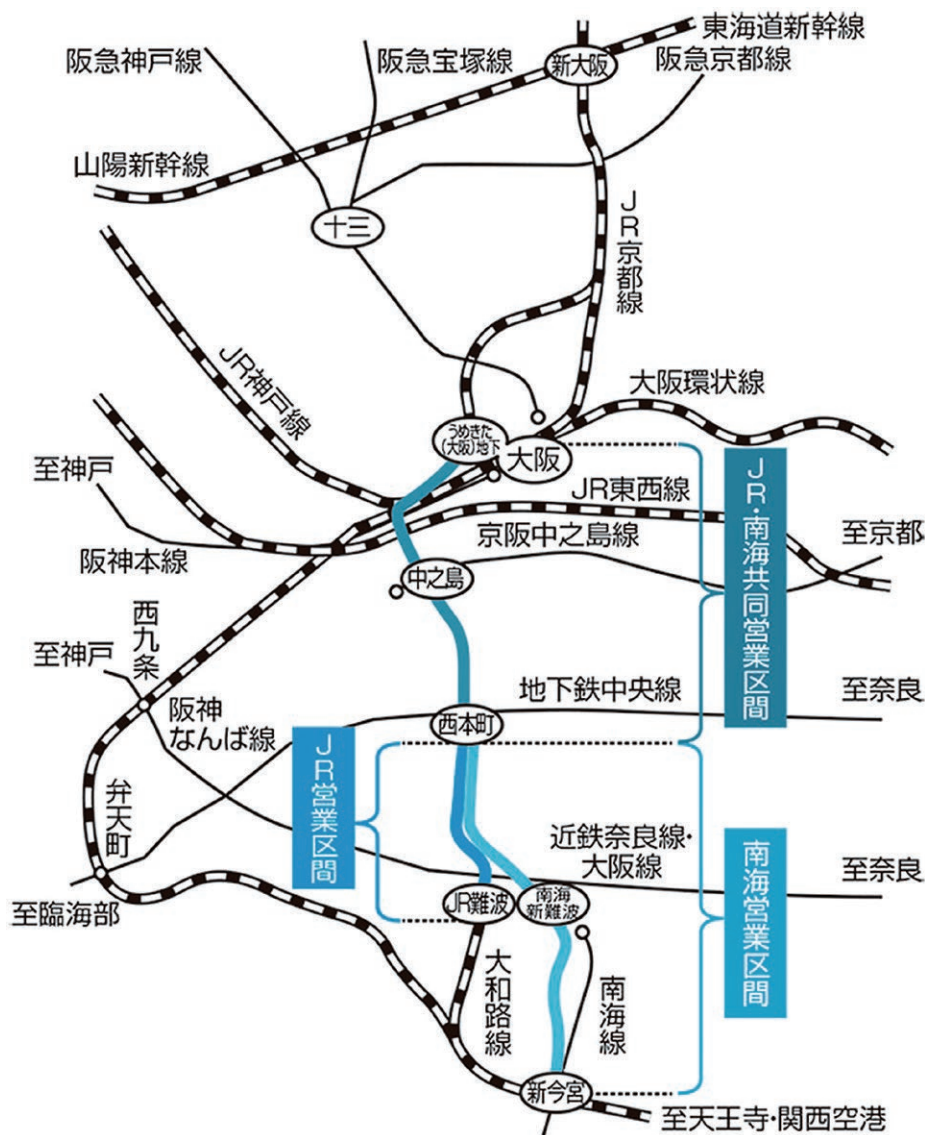 東海道新幹線
阪急神戸線
阪急宝塚線
新大阪
阪急京都線
山陽新幹線
十三
JR京都線
JR神戸線
大阪環状線
うめきた
(大阪)地下
大阪
至神戸
JR東西線
阪神本線
京阪中之島線
至京都
JR・南海共同営業区間
中之島
西九条
至神戸
地下鉄中央線
至奈良
阪神
なんば線
西本町
JR営業区間
弁天町
近鉄奈良線・
大阪線
南海営業区間
至奈良
至臨海部
JR難波
南海
新難波
大和路線
南海線
新今宮
至天王寺・関西空港